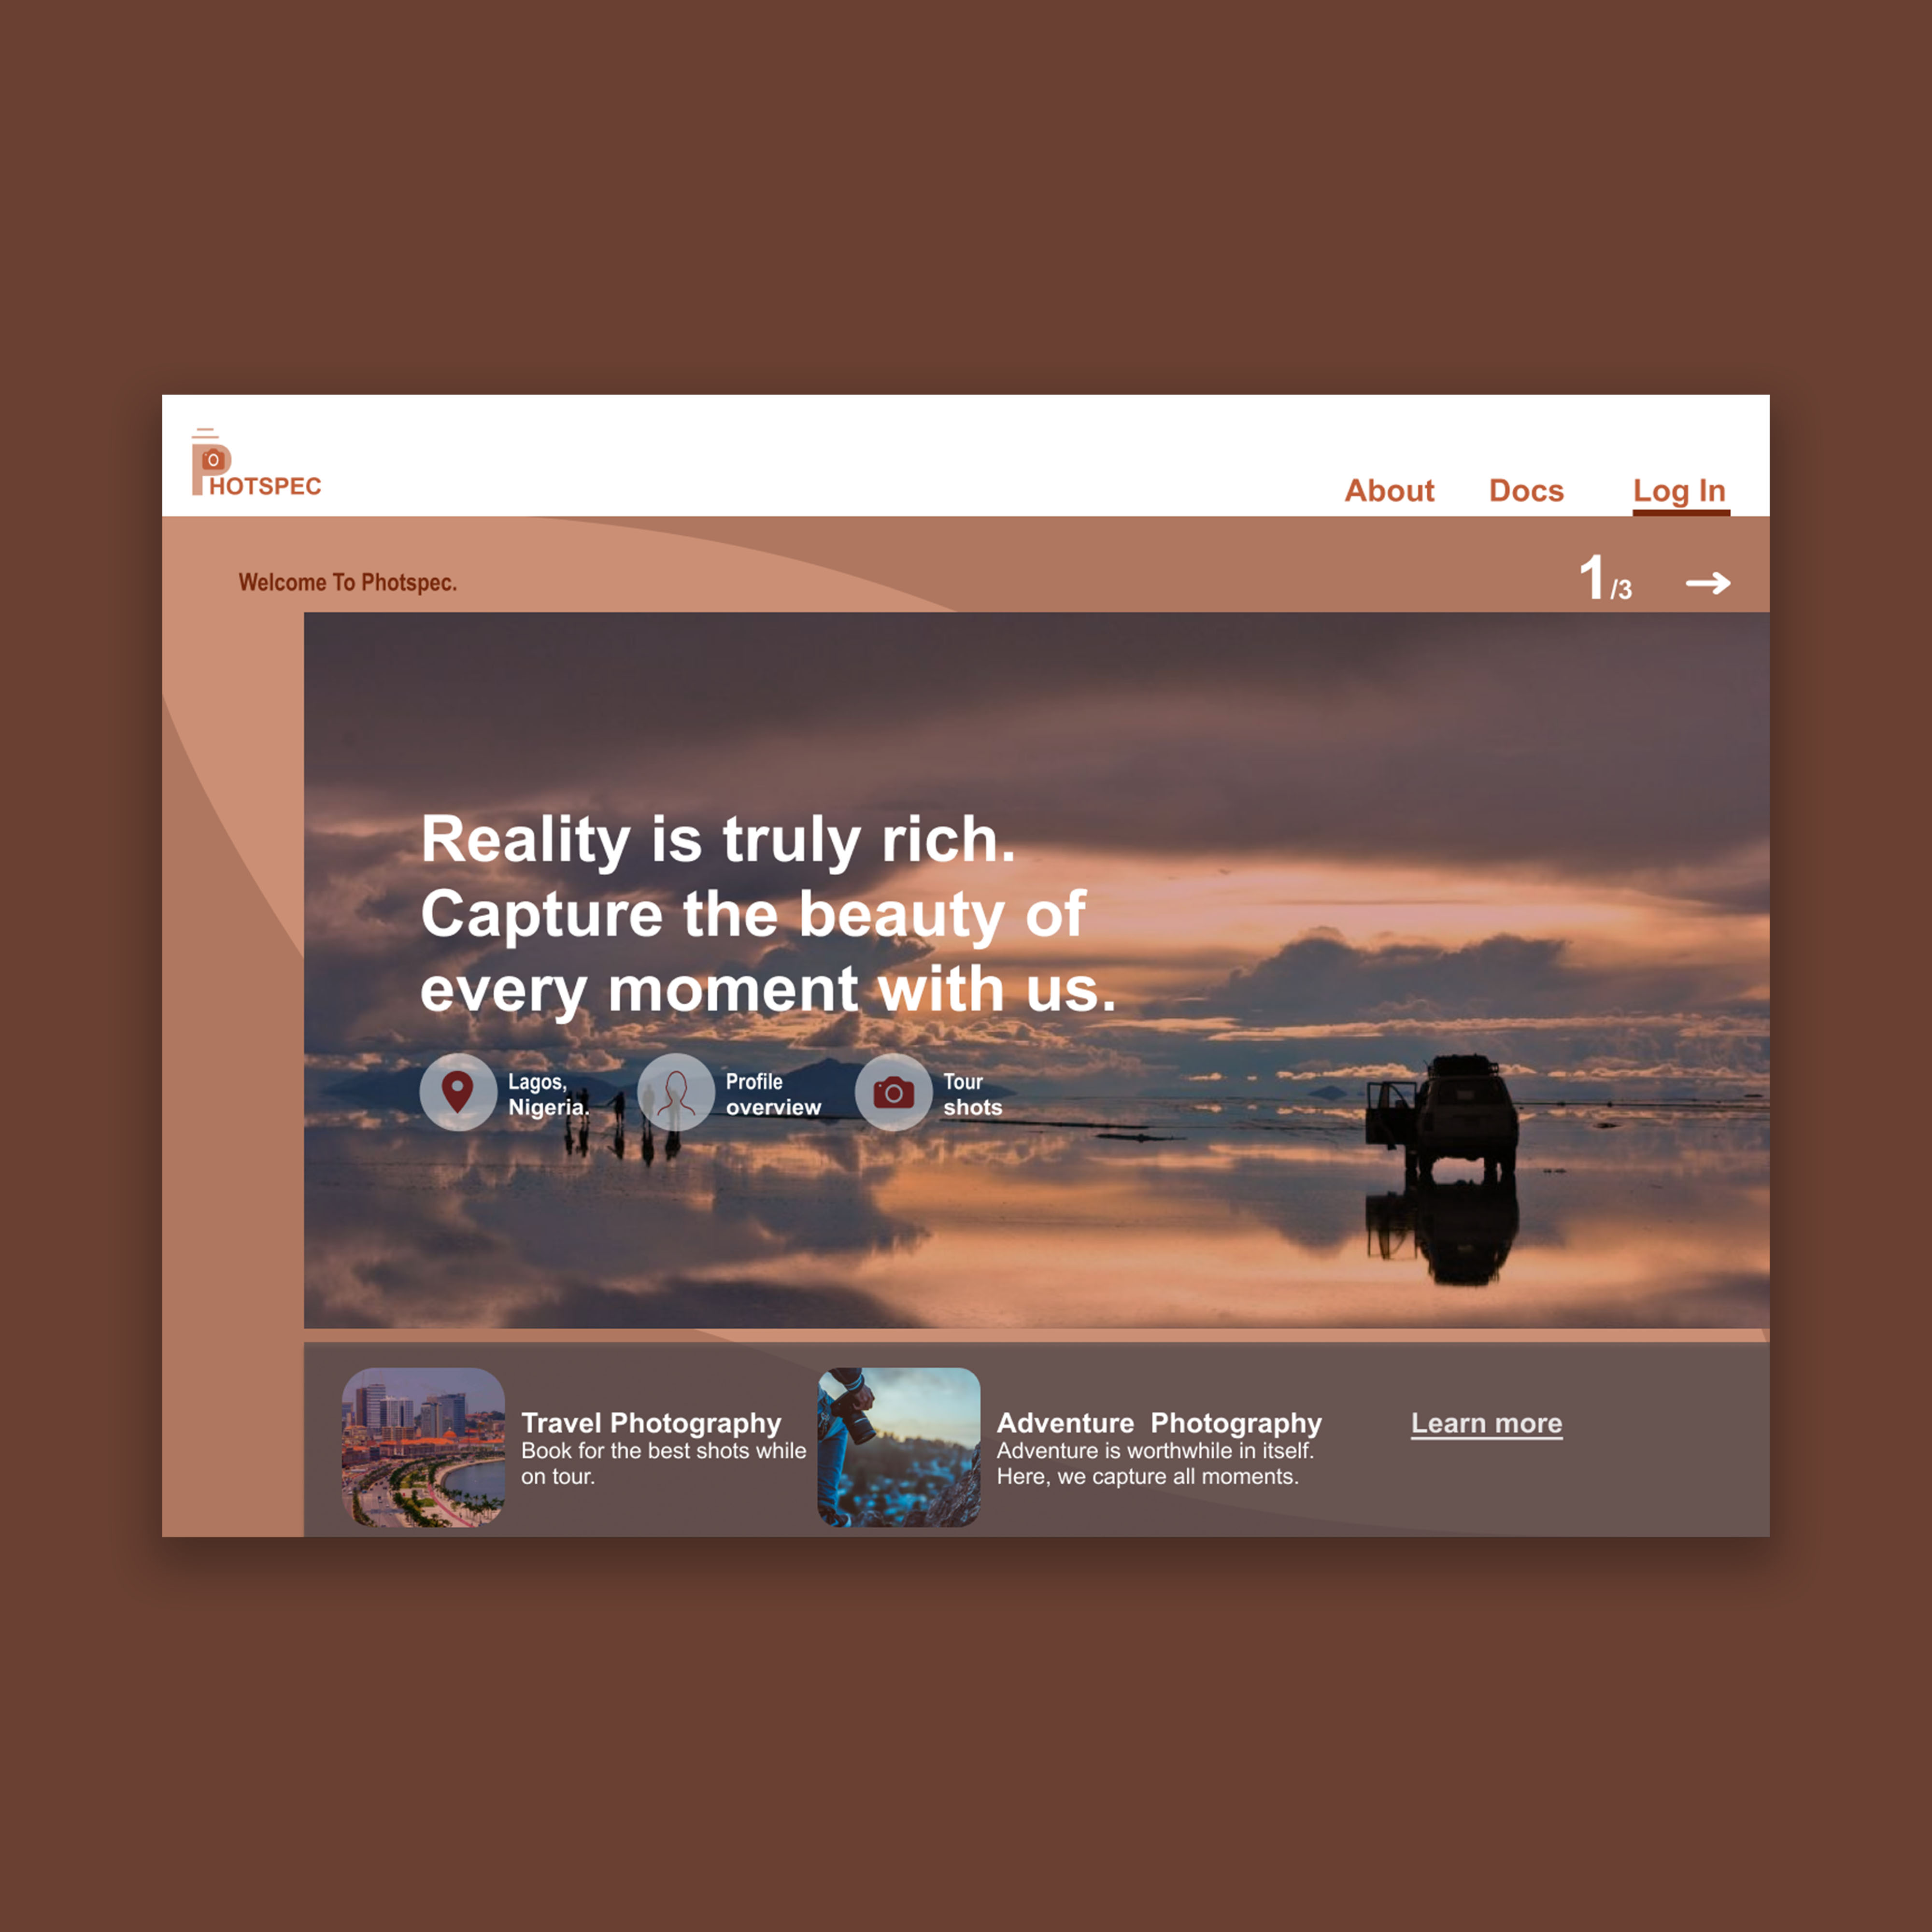 PHOTSPEC
About Docs Log In
Welcome To Photspec.
1/3
Reality is truly rich.
Capture the beauty of
every moment with us.
Lagos,
Nigeria.
Profile
overview
Tour
shots
Travel Photography
Book for the best shots while
on tour.
Adventure Photography
Adventure is worthwhile in itself.
Here, we capture all moments.
Learn more